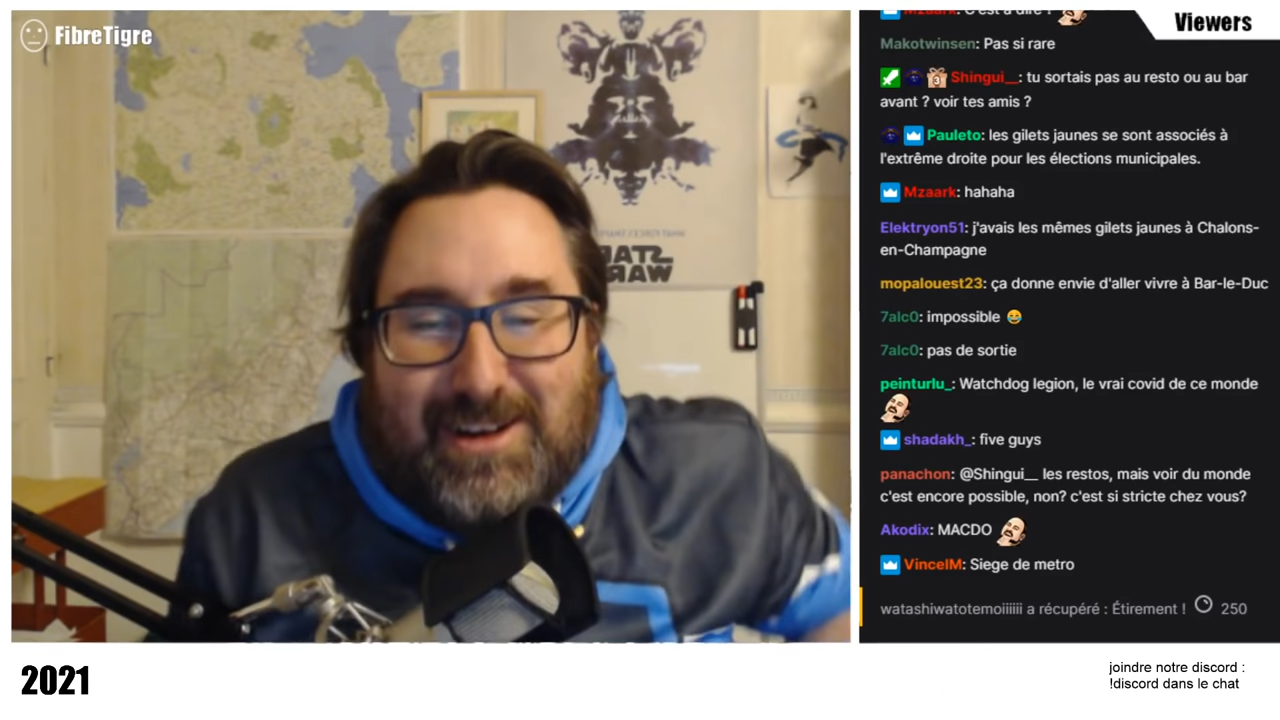 FibreTigre
STAR
WARS
Viewers
Mzaark: C'est à dire ?
Makotwinsen: Pas si rare
Shingui__: tu sortais pas au resto ou au bar
avant ? voir tes amis ?
Pauleto: les gilets jaunes se sont associés à
l'extrême droite pour les élections municipales.
Mzaark: hahaha
Elektryon51: j'avais les mêmes gilets jaunes à Chalons-
en-Champagne
mopalouest23: ça donne envie d'aller vivre à Bar-le-Duc
7alc0: impossible 😂
7alc0: pas de sortie
peinturlu_: Watchdog legion, le vrai covid de ce monde
shadakh_: five guys
panachon: @Shingui__ les restos, mais voir du monde
c'est encore possible, non? c'est si stricte chez vous?
Akodix: MACDO
VincelM: Siege de metro
watashiwatotemoiiiiii a récupéré : Étirement ! 250
2021
joindre notre discord :
!discord dans le chat